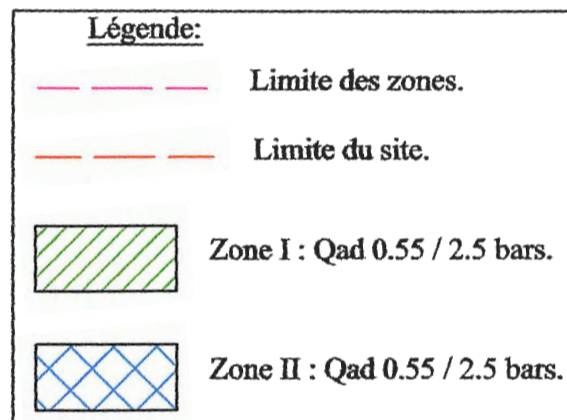 Légende:
Limite des zones.
Limite du site.
Zone I : Qad 0.55 / 2.5 bars.
Zone II : Qad 0.55 / 2.5 bars.